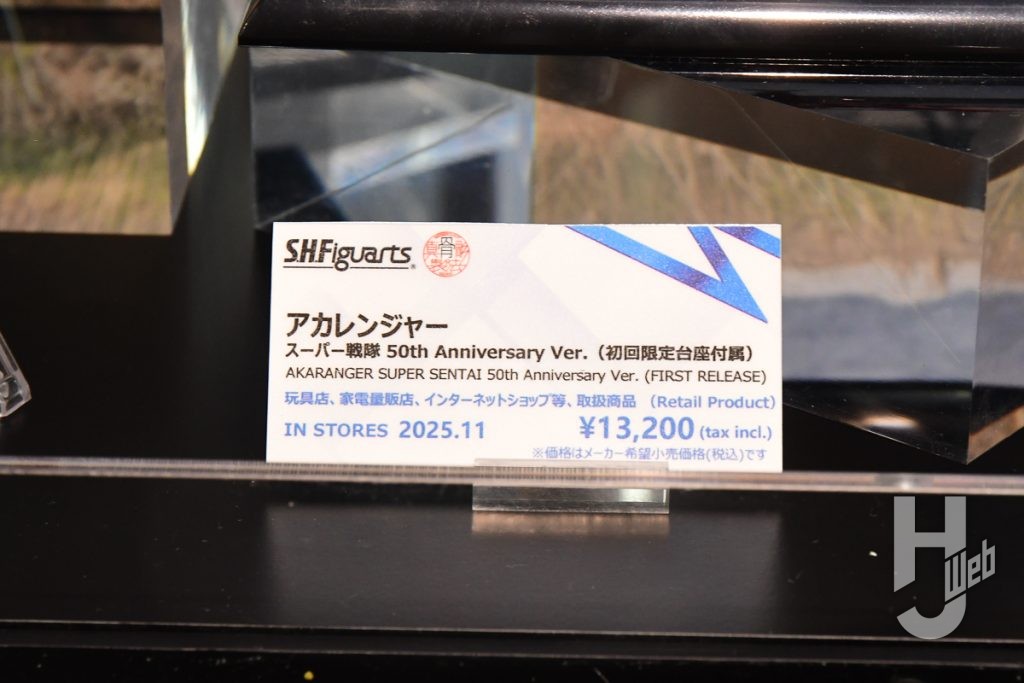 S.H.Figuarts
骨
アカレンジャー
スーパー戦隊 50th Anniversary Ver.（初回限定台座付属）
AKARANGER SUPER SENTAI 50th Anniversary Ver. (FIRST RELEASE)
玩具店、家電量販店、インターネットショップ等、取扱商品 （Retail Product）
IN STORES 2025.11 ¥13,200 (tax incl.)
※価格はメーカー希望小売価格(税込)です
HJ Web